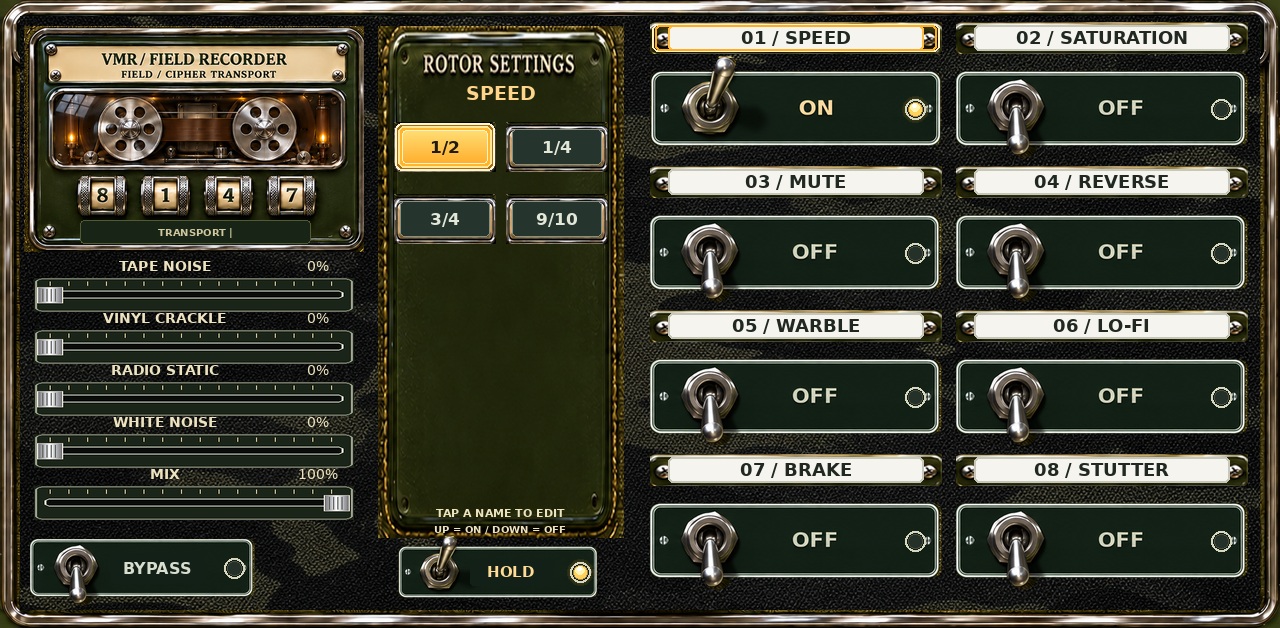 VMR / FIELD RECORDER
FIELD / CIPHER TRANSPORT
8 1 4 7
TRANSPORT |
TAPE NOISE 0%
VINYL CRACKLE 0%
RADIO STATIC 0%
WHITE NOISE 0%
MIX 100%
BYPASS
ROTOR SETTINGS
SPEED
1/2 1/4
3/4 9/10
TAP A NAME TO EDIT
UP = ON / DOWN = OFF
HOLD
01 / SPEED 02 / SATURATION
ON OFF
03 / MUTE 04 / REVERSE
OFF OFF
05 / WARBLE 06 / LO-FI
OFF OFF
07 / BRAKE 08 / STUTTER
OFF OFF